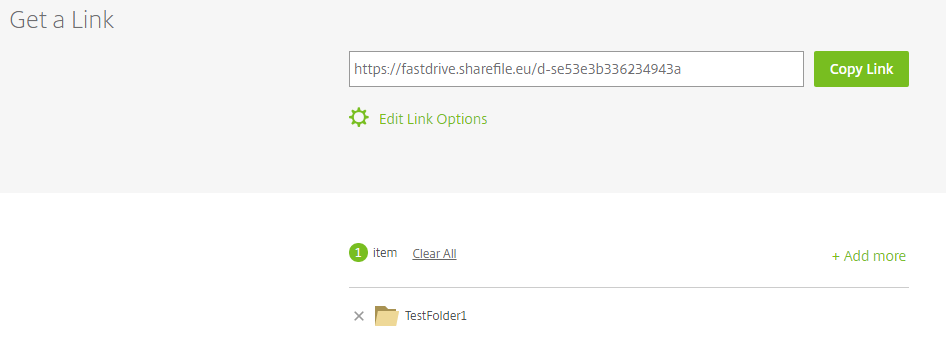 Get a Link
https://fastdrive.sharefile.eu/d-se53e3b336234943a
Copy Link
Edit Link Options
1 item Clear All
+ Add more
TestFolder1